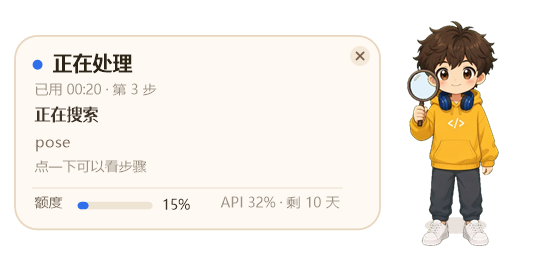 正在处理
已用 00:20 · 第 3 步
正在搜索
pose
点一下可以看步骤
额度 15% API 32% · 剩 10 天
</>